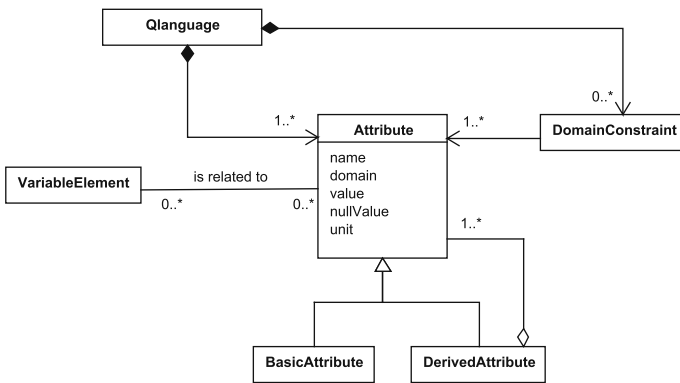 Qlanguage
0..*
1..*
Attribute
1..*
DomainConstraint
name
domain
value
nullValue
unit
VariableElement
is related to
0..*
0..*
1..*
BasicAttribute
DerivedAttribute